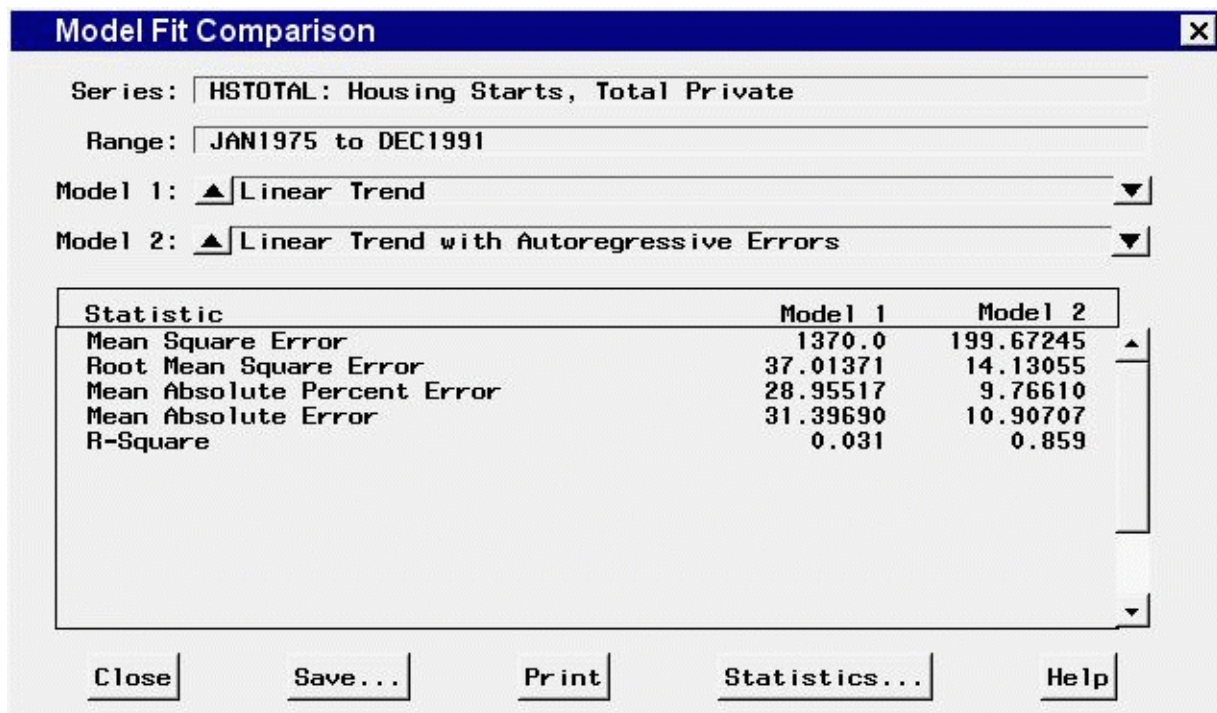 Model Fit Comparison
Series: HSTOTAL: Housing Starts, Total Private
Range: JAN1975 to DEC1991
Model 1: Linear Trend
Model 2: Linear Trend with Autoregressive Errors
Statistic Model 1 Model 2
Mean Square Error 1370.0 199.67245
Root Mean Square Error 37.01371 14.13055
Mean Absolute Percent Error 28.95517 9.76610
Mean Absolute Error 31.39690 10.90707
R-Square 0.031 0.859
Close Save... Print Statistics... Help